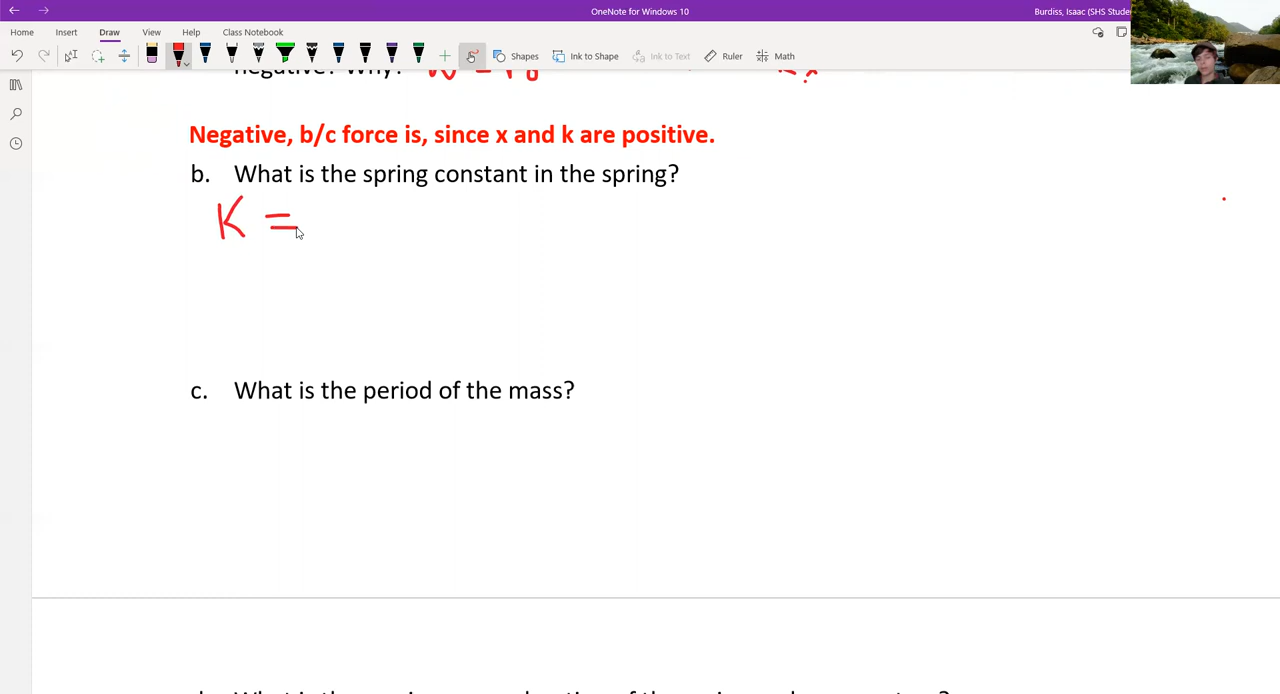 OneNote for Windows 10
Burdiss, Isaac (SHS Stude
Home Insert Draw View Help Class Notebook
Shapes Ink to Shape Ink to Text Ruler Math
negative? Why?
Negative, b/c force is, since x and k are positive.
b. What is the spring constant in the spring?
K =
c. What is the period of the mass?